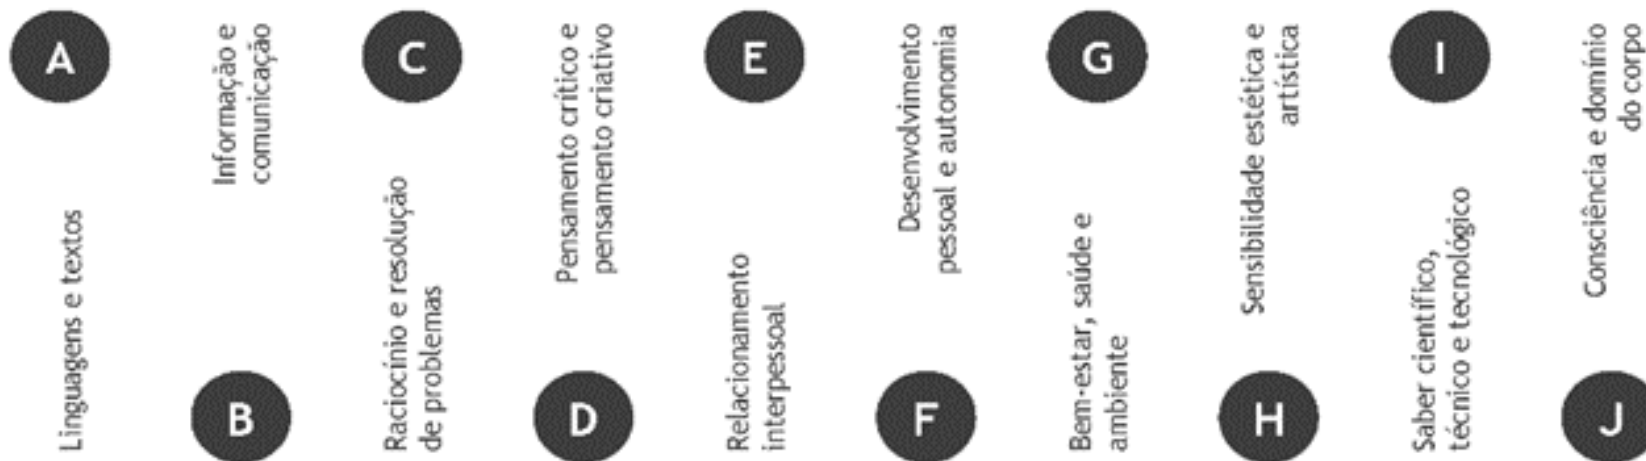 A
Linguagens e textos
B
Informação e
comunicação
C
Raciocínio e resolução
de problemas
D
Pensamento crítico e
pensamento criativo
E
Relacionamento
interpessoal
F
Desenvolvimento
pessoal e autonomia
G
Bem-estar, saúde e
ambiente
H
Sensibilidade estética e
artística
I
Saber científico,
técnico e tecnológico
J
Consciência e domínio
do corpo